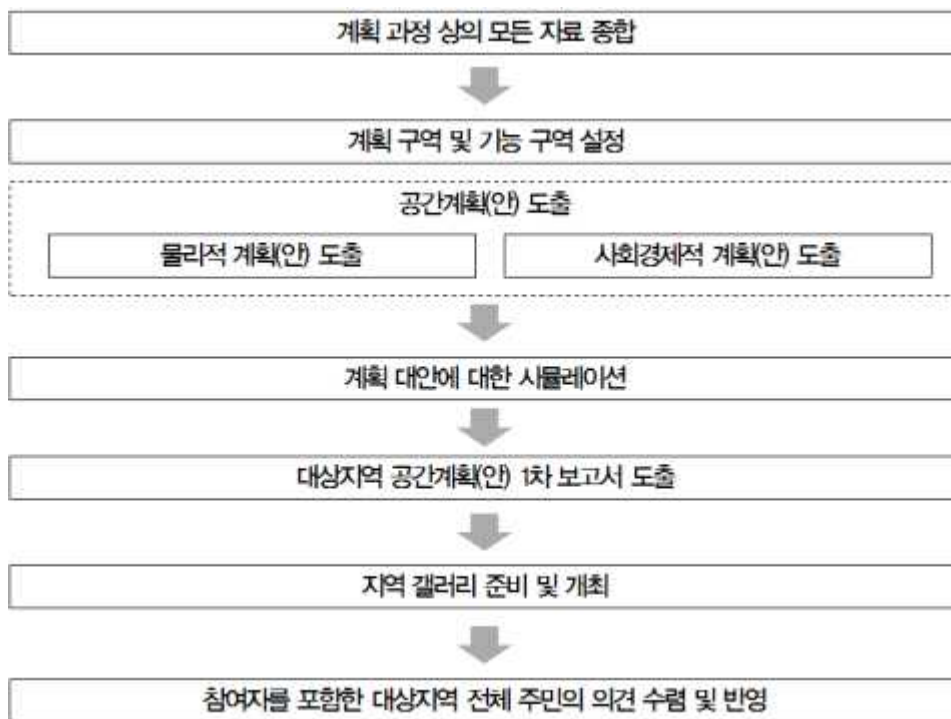 계획 과정 상의 모든 자료 종합
계획 구역 및 기능 구역 설정
공간계획(안) 도출
물리적 계획(안) 도출
사회경제적 계획(안) 도출
계획 대안에 대한 시뮬레이션
대상지역 공간계획(안) 1차 보고서 도출
지역 갤러리 준비 및 개최
참여자를 포함한 대상지역 전체 주민의 의견 수렴 및 반영